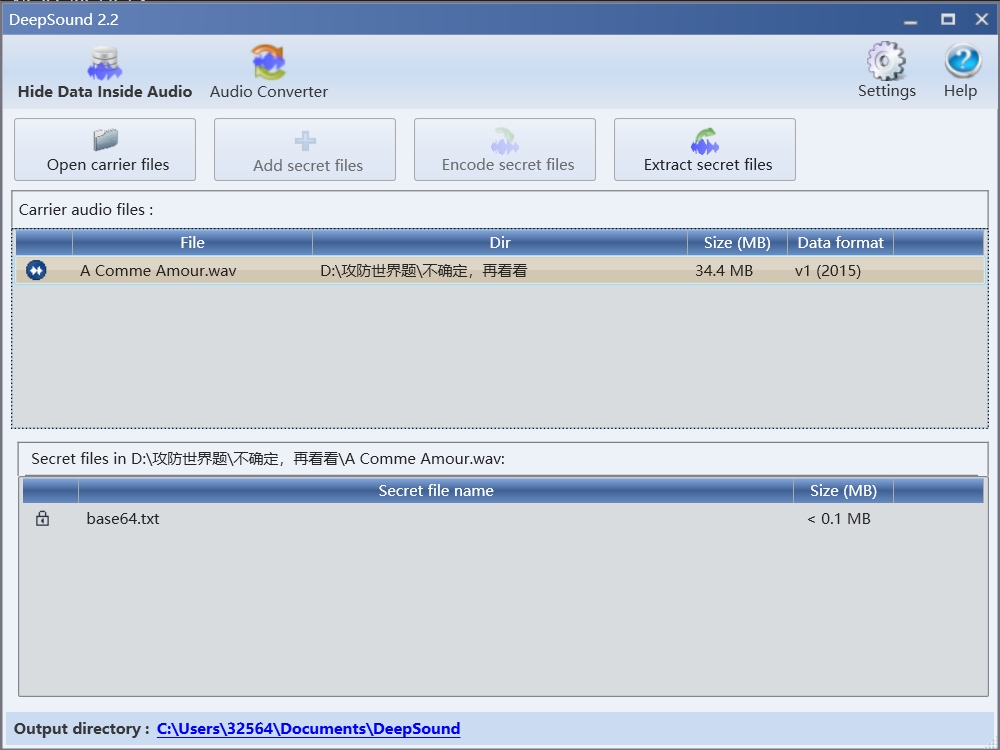 DeepSound 2.2
Hide Data Inside Audio Audio Converter Settings Help
Open carrier files Add secret files Encode secret files Extract secret files
Carrier audio files :
File Dir Size (MB) Data format
A Comme Amour.wav D:\攻防世界题\不确定，再看看 34.4 MB v1 (2015)
Secret files in D:\攻防世界题\不确定，再看看\A Comme Amour.wav:
Secret file name Size (MB)
base64.txt < 0.1 MB
Output directory : C:\Users\32564\Documents\DeepSound